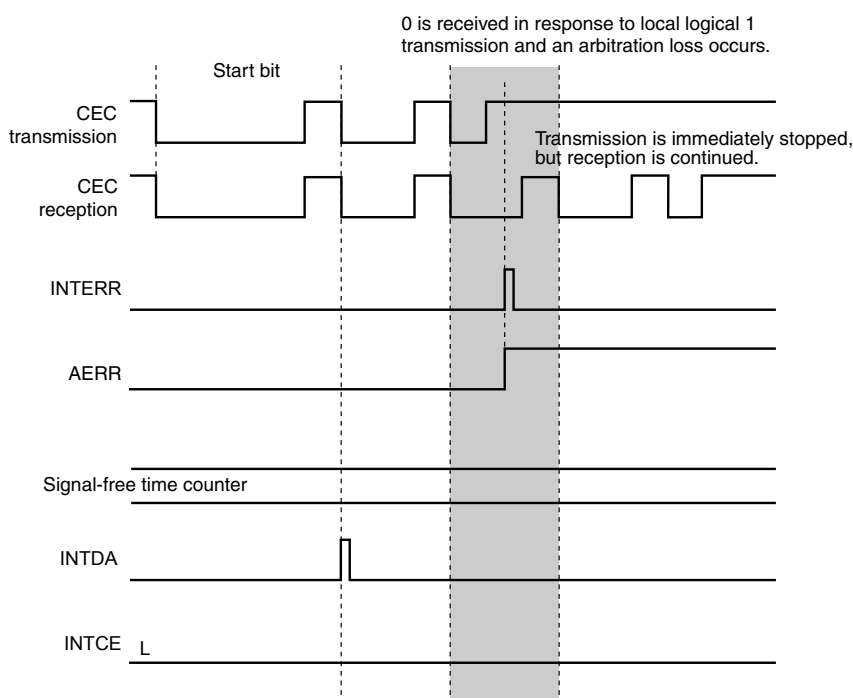 0 is received in response to local logical 1
transmission and an arbitration loss occurs.
Start bit
CEC
transmission
Transmission is immediately stopped,
but reception is continued.
CEC
reception
INTERR
AERR
Signal-free time counter
INTDA
INTCE
L